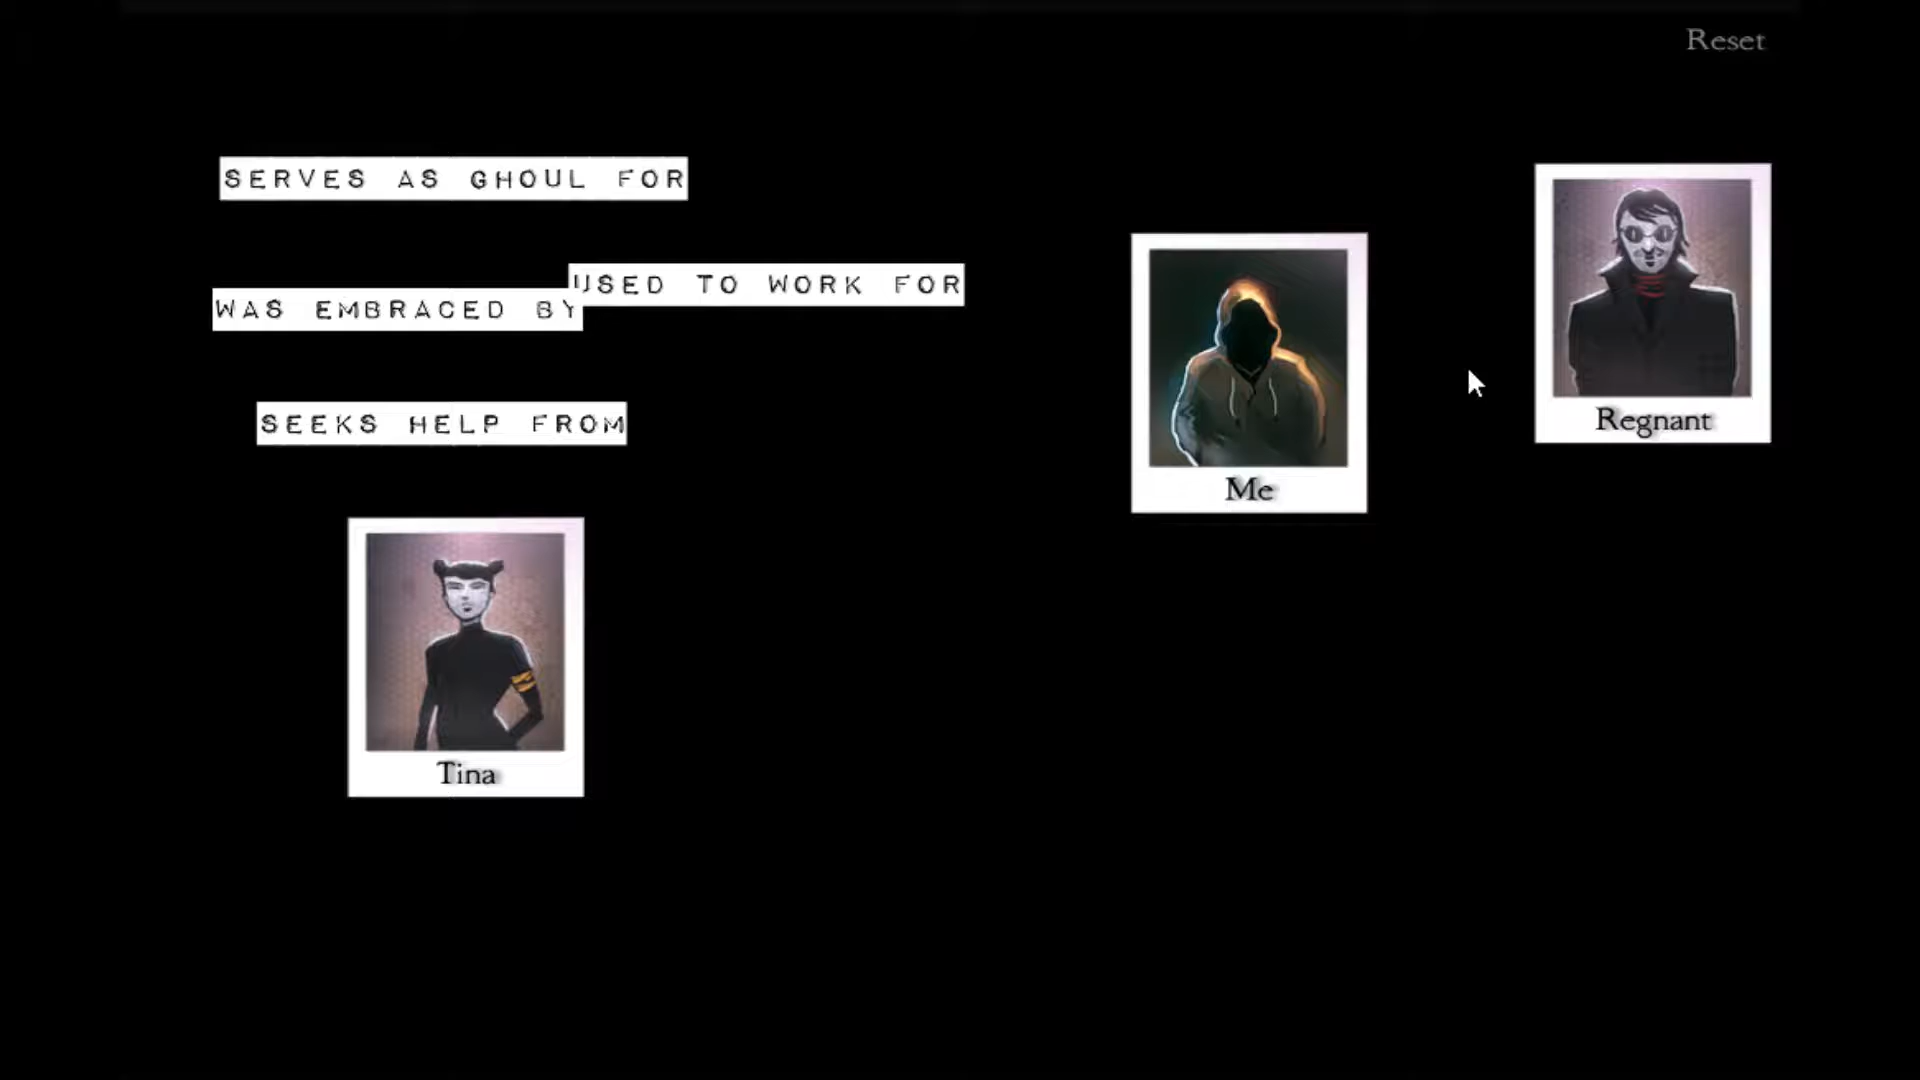 Reset
SERVES AS GHOUL FOR
USED TO WORK FOR
WAS EMBRACED BY
SEEKS HELP FROM
Me
Regnant
Tina